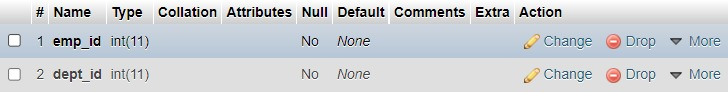 # Name Type Collation Attributes Null Default Comments Extra Action
1 emp_id int(11) No None Change Drop More
2 dept_id int(11) No None Change Drop More